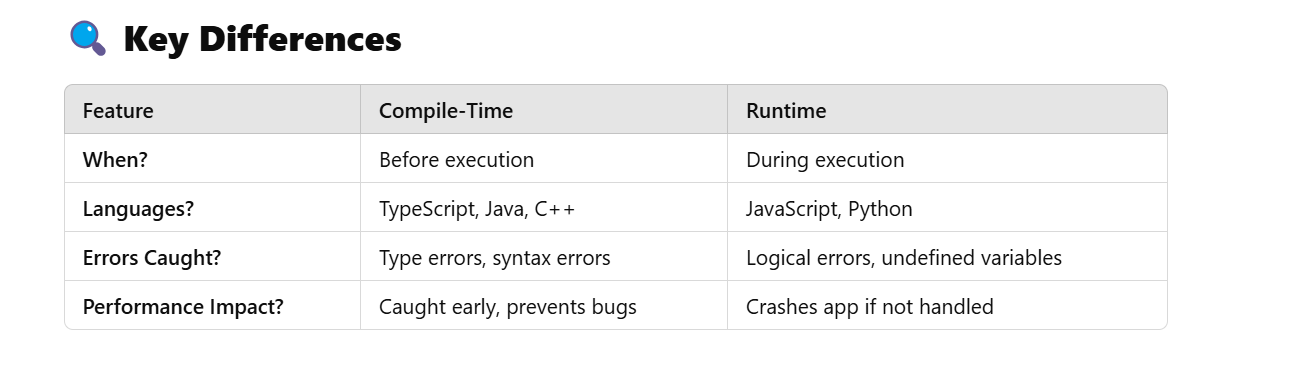 Key Differences
Feature Compile-Time Runtime
When? Before execution During execution
Languages? TypeScript, Java, C++ JavaScript, Python
Errors Caught? Type errors, syntax errors Logical errors, undefined variables
Performance Impact? Caught early, prevents bugs Crashes app if not handled